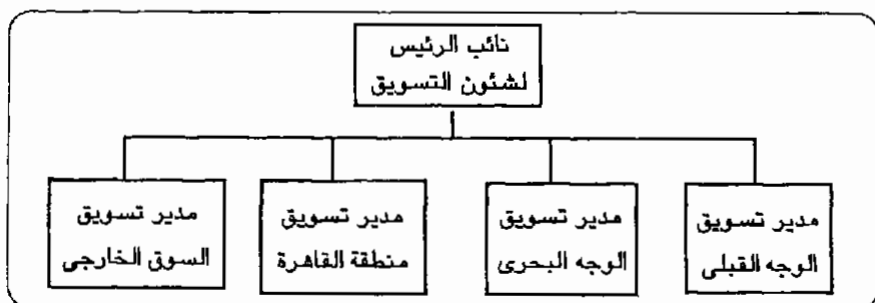 نائب الرئيس
لشئون التسويق
مدير تسويق
الوجه القبلى
مدير تسويق
الوجه البحرى
مدير تسويق
منطقة القاهرة
مدير تسويق
السوق الخارجى